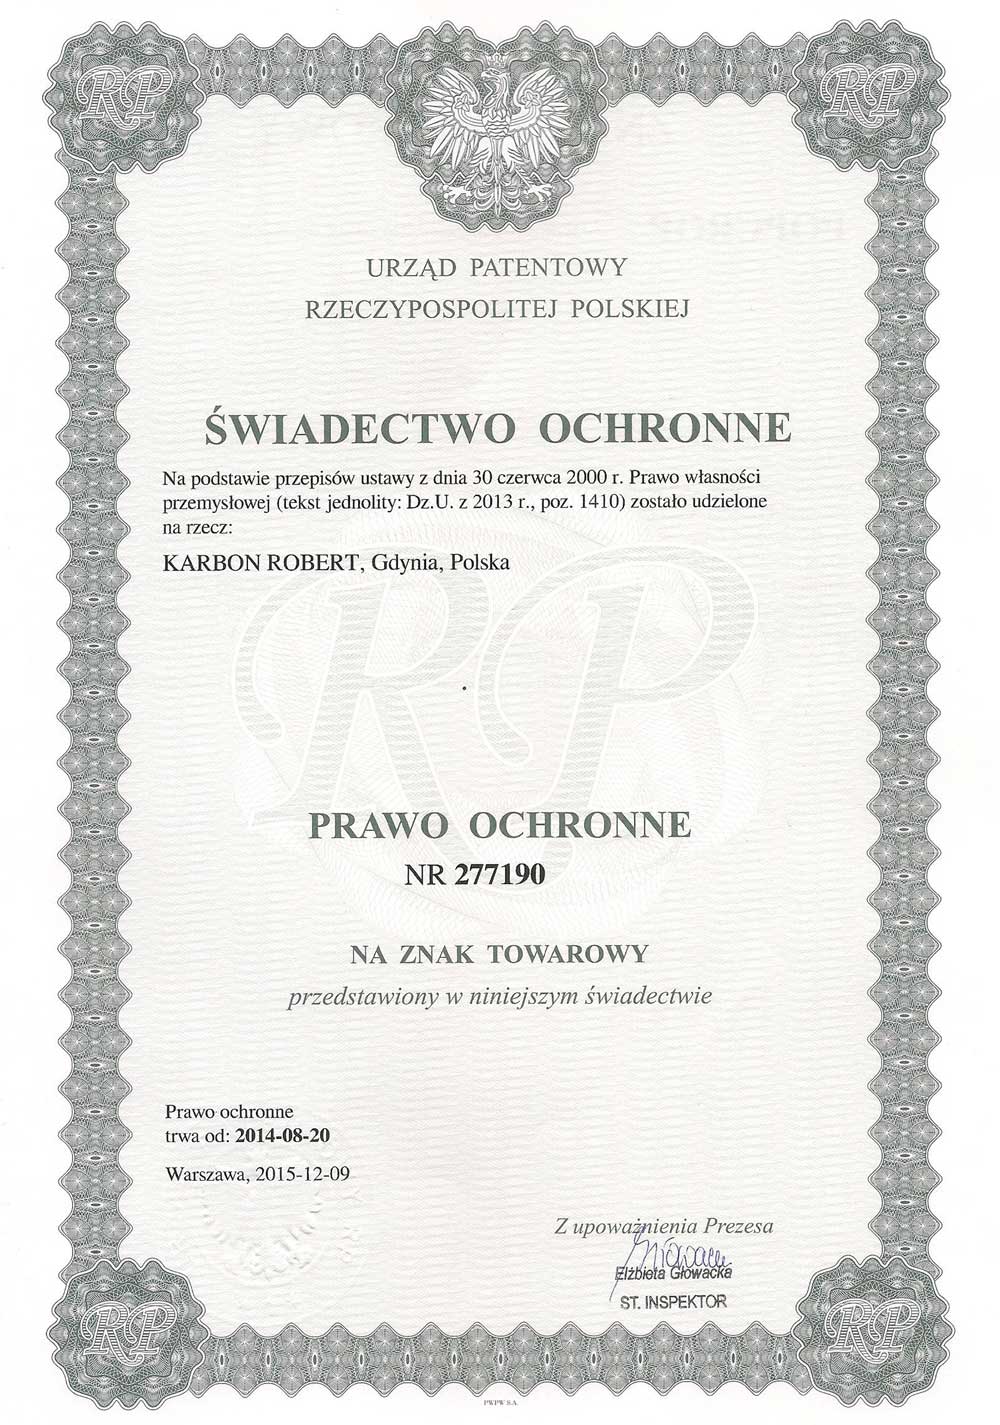 RP
RP
URZĄD PATENTOWY
RZECZYPOSPOLITEJ POLSKIEJ
ŚWIADECTWO OCHRONNE
Na podstawie przepisów ustawy z dnia 30 czerwca 2000 r. Prawo własności
przemysłowej (tekst jednolity: Dz.U. z 2013 r., poz. 1410) zostało udzielone
na rzecz:
KARBON ROBERT, Gdynia, Polska
RP
PRAWO OCHRONNE
NR 277190
NA ZNAK TOWAROWY
przedstawiony w niniejszym świadectwie
Prawo ochronne
trwa od: 2014-08-20
Warszawa, 2015-12-09
Z upoważnienia Prezesa
Elżbieta Głowacka
ST. INSPEKTOR
RP
RP
PWPW S.A.